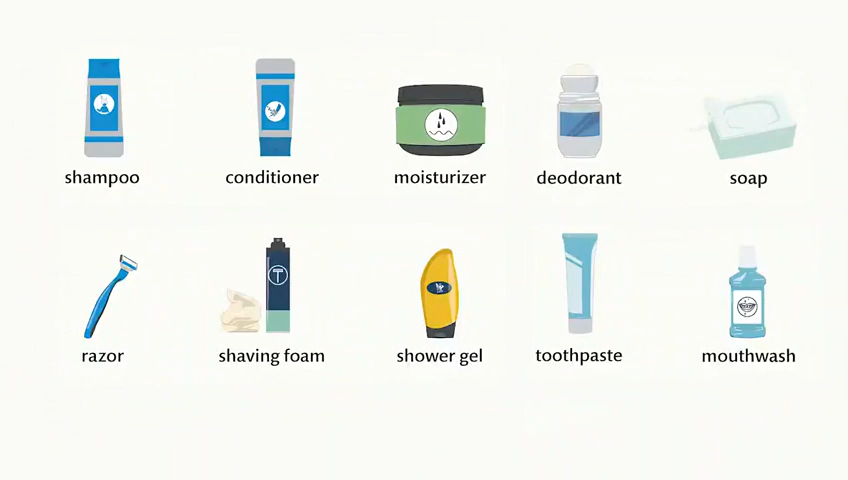 shampoo
conditioner
moisturizer
deodorant
soap
razor
shaving foam
shower gel
toothpaste
mouthwash